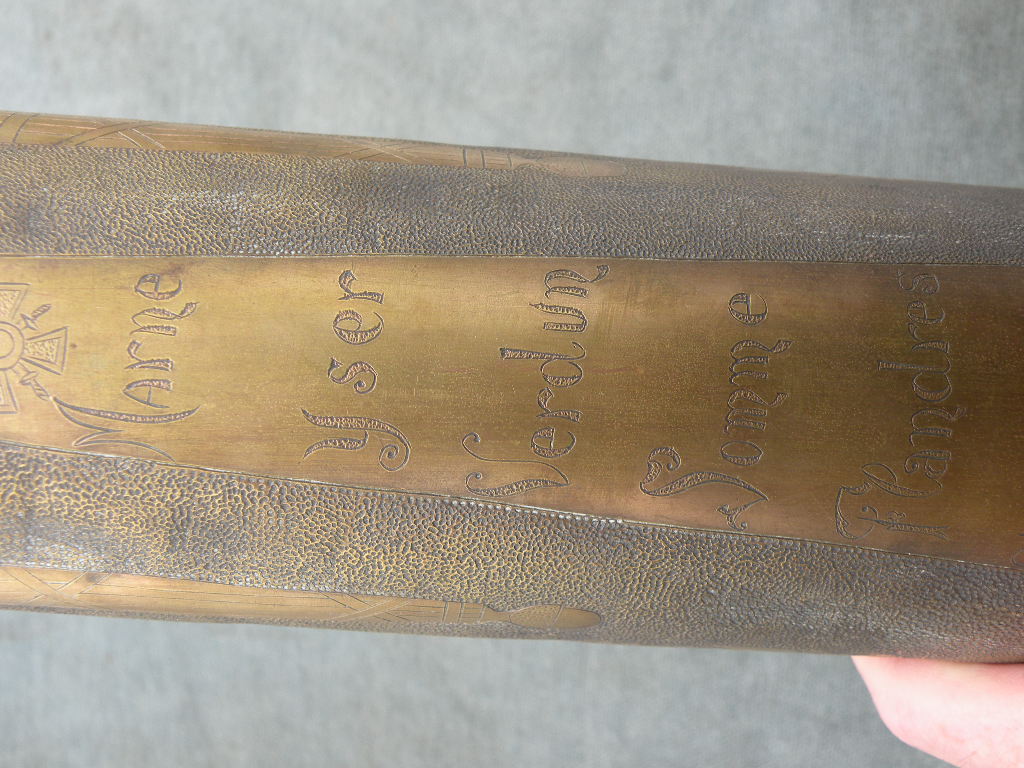 Marne
Yser
Verdun
Somme
Flandres